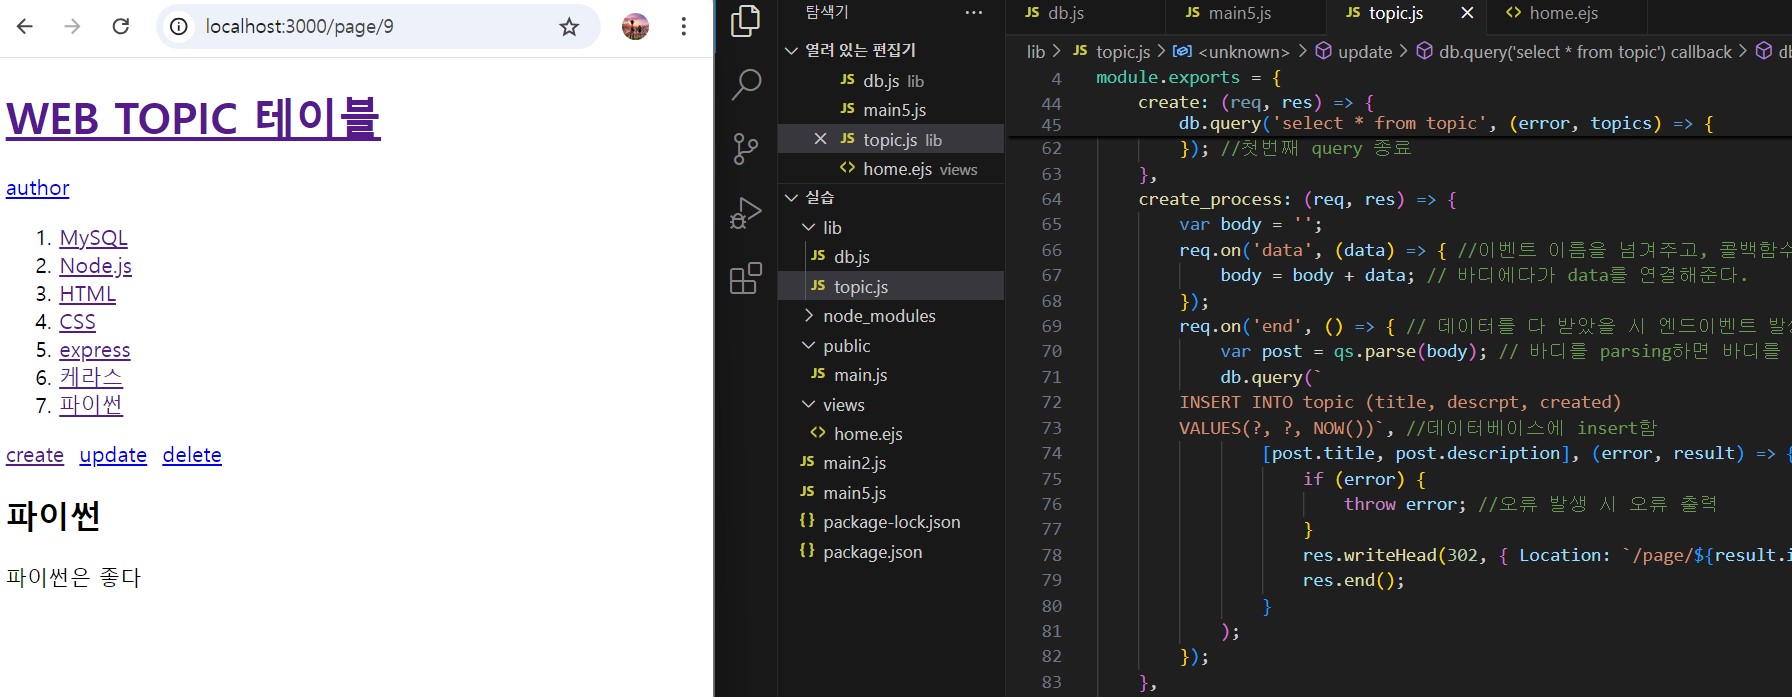 localhost:3000/page/9
WEB TOPIC 테이블
author
1. MySQL
2. Node.js
3. HTML
4. CSS
5. express
6. 케라스
7. 파이썬
create update delete
파이썬
파이썬은 좋다
탐색기 ...
열려 있는 편집기
JS db.js lib
JS main5.js
JS topic.js lib
<> home.ejs views
실습
lib
JS db.js
JS topic.js
node_modules
public
JS main.js
views
<> home.ejs
JS main2.js
JS main5.js
{} package-lock.json
{} package.json
JS db.js JS main5.js JS topic.js <> home.ejs
lib > JS topic.js > <unknown> > update > db.query('select * from topic') callback >
4 module.exports = {
44 create: (req, res) => {
45 db.query('select * from topic', (error, topics) => {
62 }); //첫번째 query 종료
63 },
64 create_process: (req, res) => {
65 var body = '';
66 req.on('data', (data) => { //이벤트 이름을 넘겨주고, 콜백함수
67 body = body + data; // 바디에다가 data를 연결해준다.
68 });
69 req.on('end', () => { // 데이터를 다 받았을 시 엔드이벤트 발생
70 var post = qs.parse(body); // 바디를 parsing하면 바디를
71 db.query(`
72 INSERT INTO topic (title, descrpt, created)
73 VALUES(?, ?, NOW())`, //데이터베이스에 insert함
74 [post.title, post.description], (error, result) => {
75 if (error) {
76 throw error; //오류 발생 시 오류 출력
77 }
78 res.writeHead(302, { Location: `/page/${result.i
79 res.end();
80 }
81 );
82 });
83 },